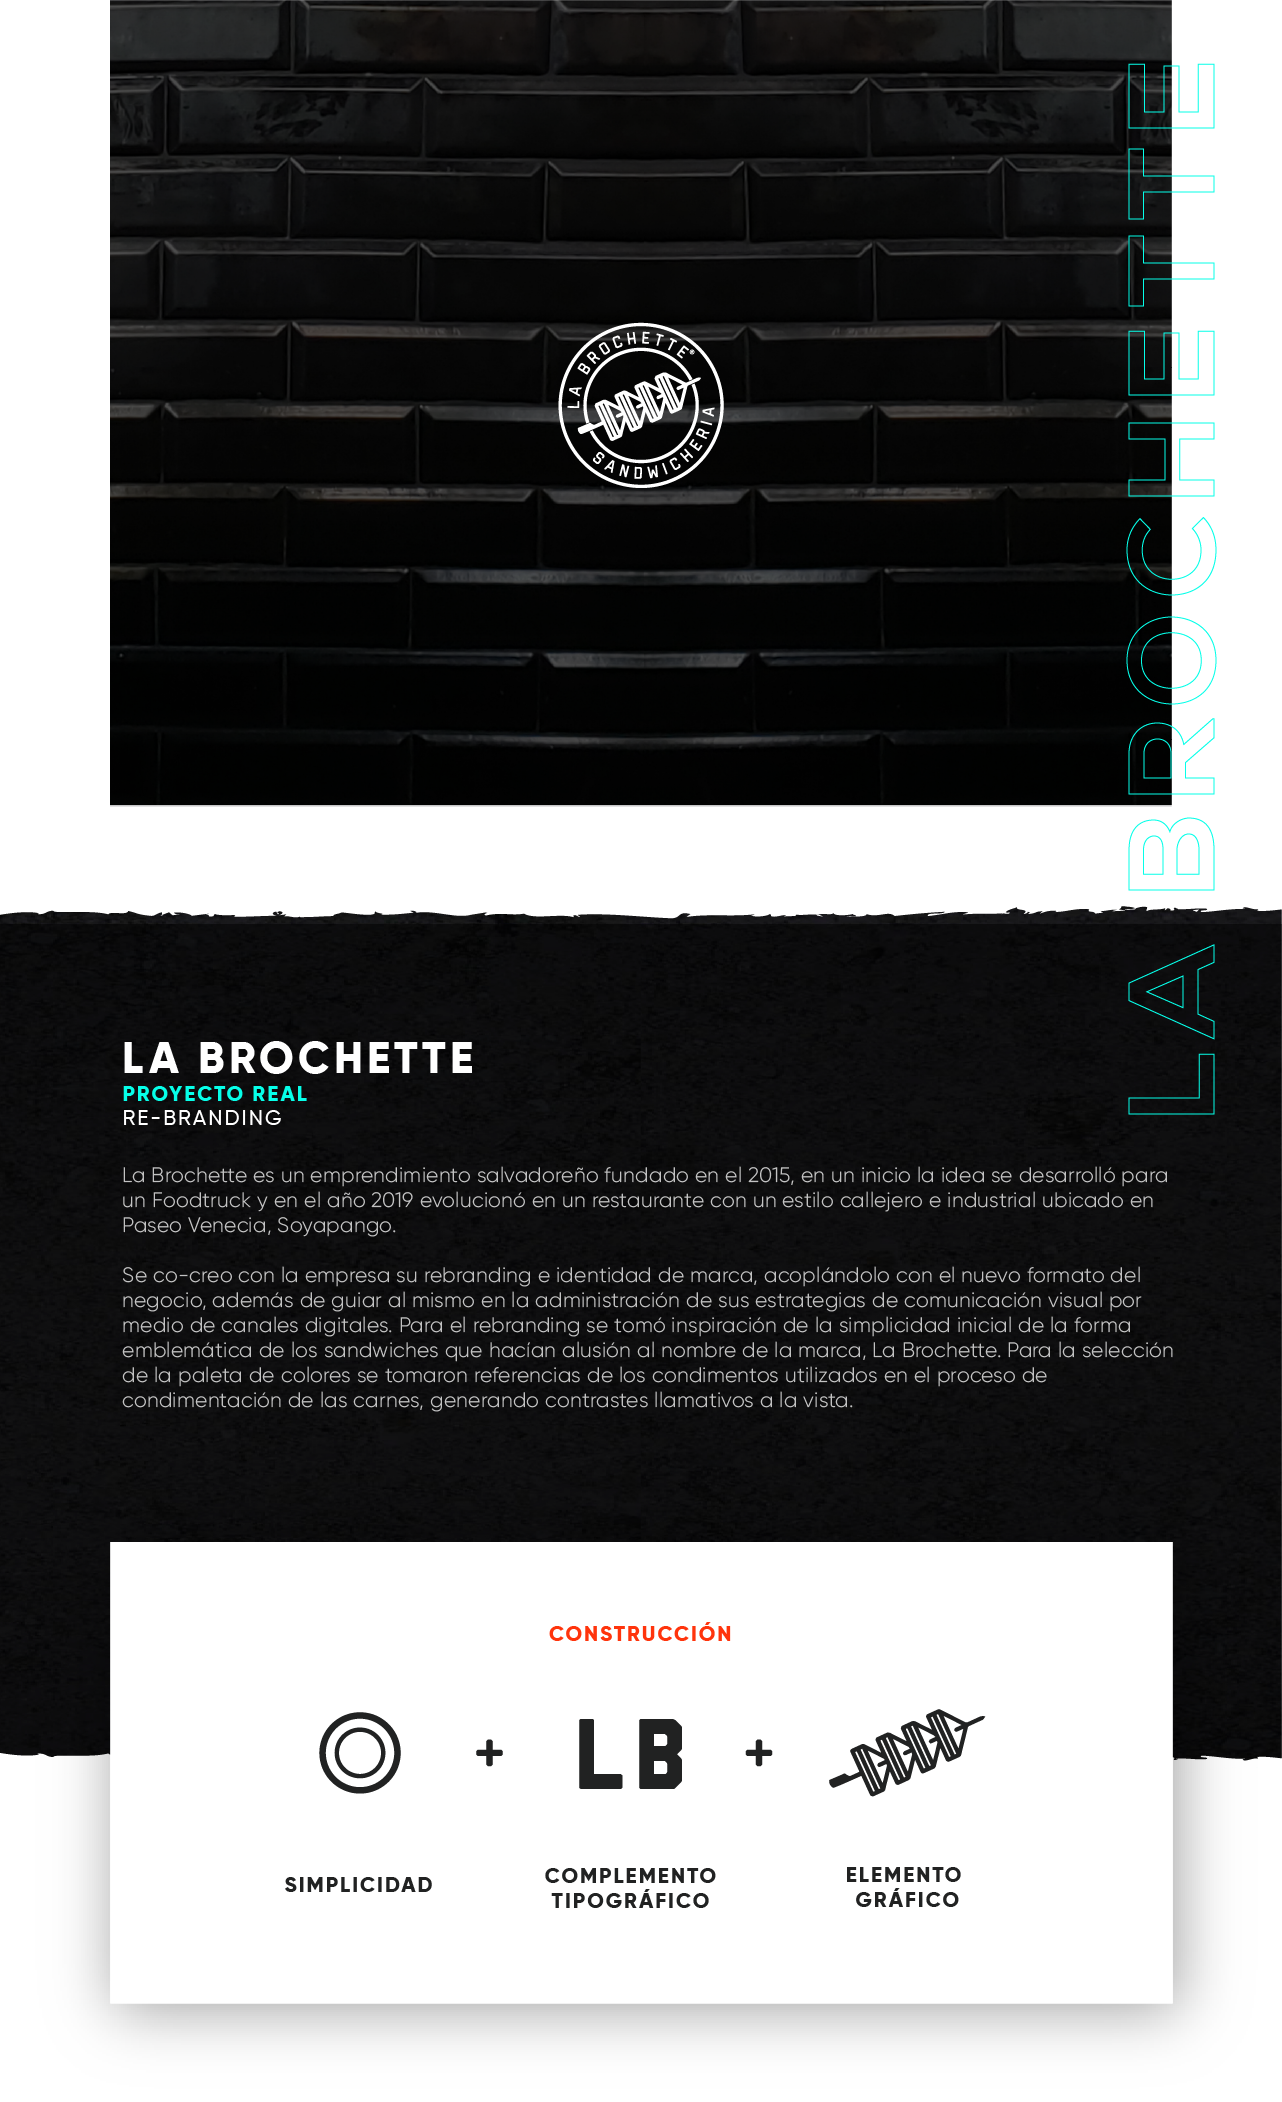 LA BROCHETTE®
SANDWICHERIA
LA BROCHETTE
LA BROCHETTE
PROYECTO REAL
RE-BRANDING
La Brochette es un emprendimiento salvadoreño fundado en el 2015, en un inicio la idea se desarrolló para
un Foodtruck y en el año 2019 evolucionó en un restaurante con un estilo callejero e industrial ubicado en
Paseo Venecia, Soyapango.
Se co-creo con la empresa su rebranding e identidad de marca, acoplándolo con el nuevo formato del
negocio, además de guiar al mismo en la administración de sus estrategias de comunicación visual por
medio de canales digitales. Para el rebranding se tomó inspiración de la simplicidad inicial de la forma
emblemática de los sandwiches que hacían alusión al nombre de la marca, La Brochette. Para la selección
de la paleta de colores se tomaron referencias de los condimentos utilizados en el proceso de
condimentación de las carnes, generando contrastes llamativos a la vista.
CONSTRUCCIÓN
+ LB +
SIMPLICIDAD
COMPLEMENTO
TIPOGRÁFICO
ELEMENTO
GRÁFICO